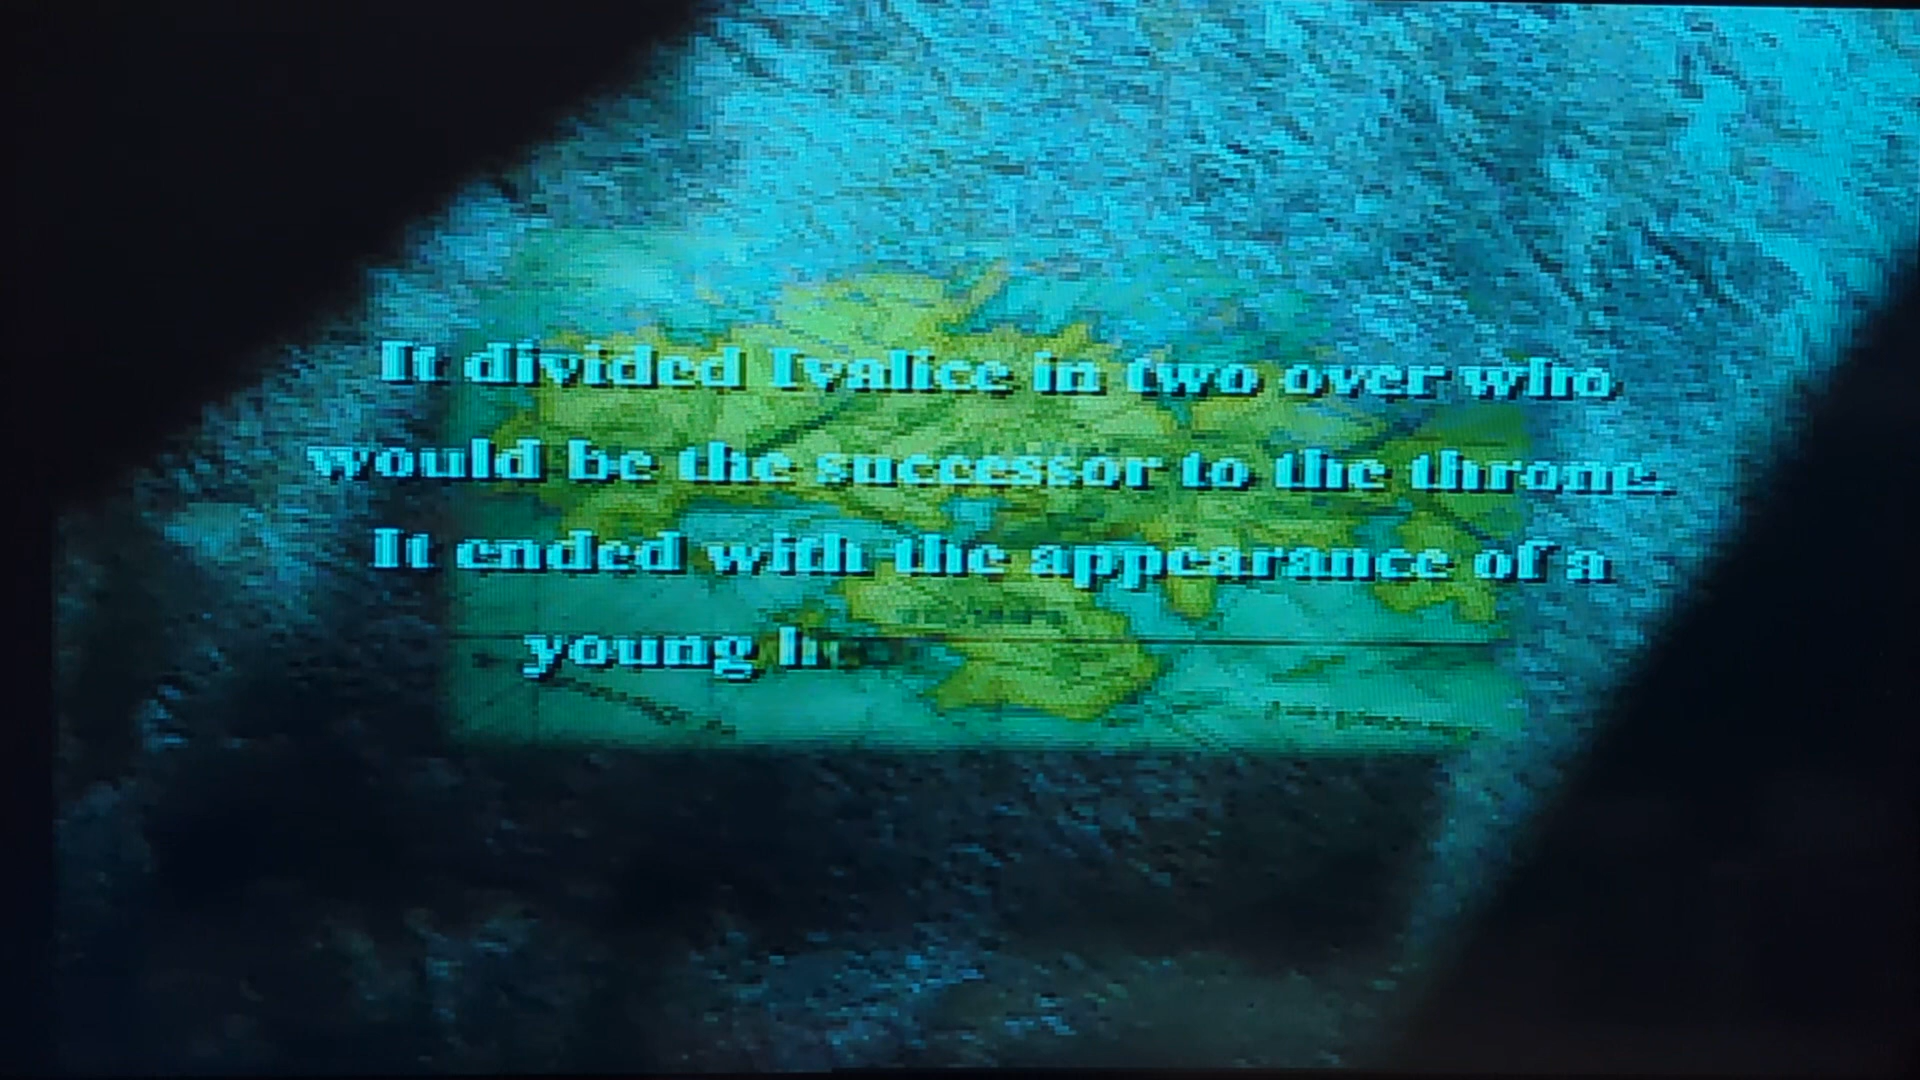 It divided Ivalice in two over who
would be the successor to the throne.
It ended with the appearance of a
young h